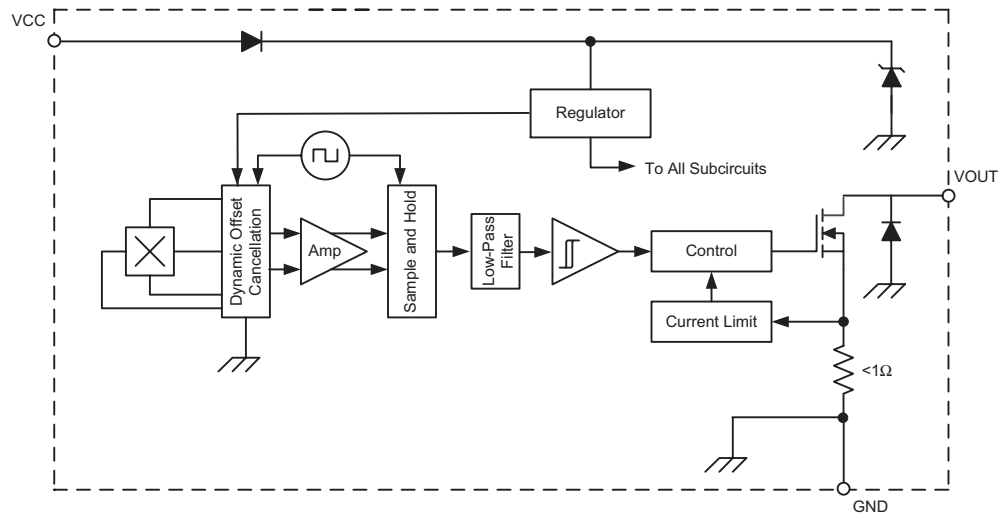 VCC
Regulator
To All Subcircuits
VOUT
Dynamic Offset
Cancellation
Amp
Sample and Hold
Low-Pass
Filter
Control
Current Limit
<1Ω
GND